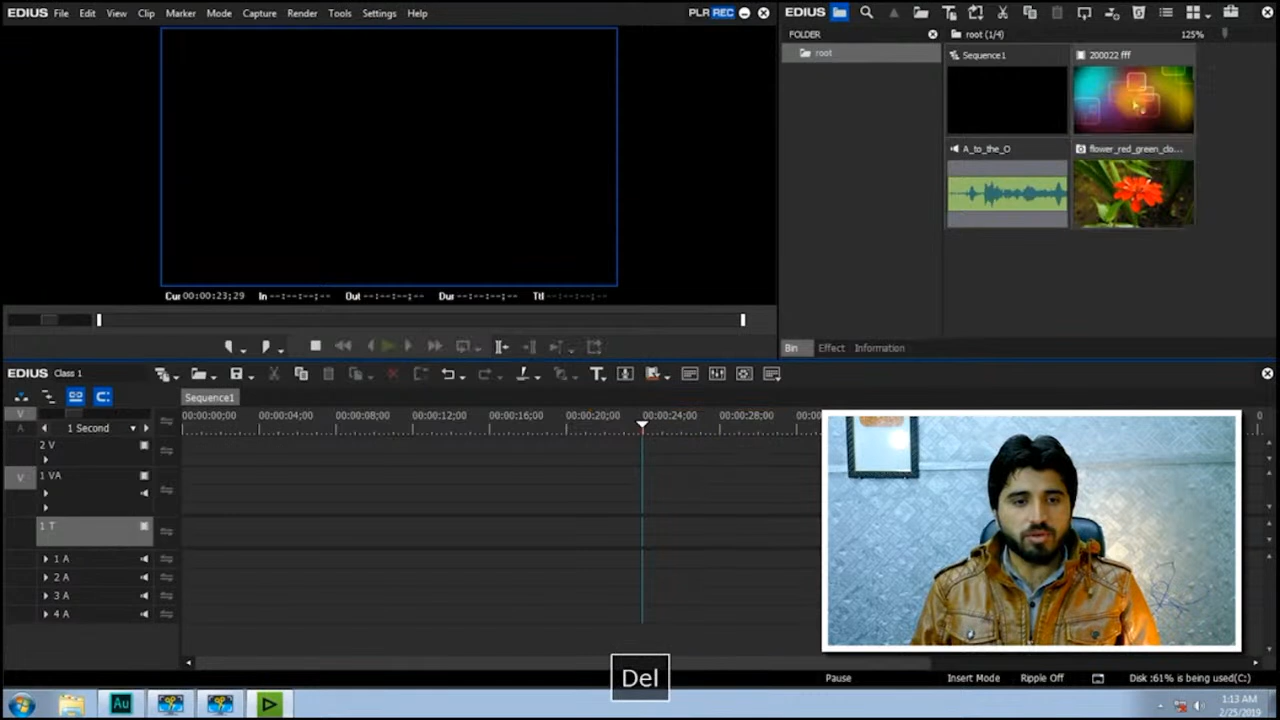 EDIUS File Edit View Clip Marker Mode Capture Render Tools Settings Help PLR REC
EDIUS
FOLDER
root (1/4) 125%
root
Sequence1
200022 fff
A_to_the_O
flower_red_green_clo...
Cur 00:00:23;29 In --:--:--;-- Out --:--:--;-- Dur --:--:--;-- Ttl --:--:--;--
Bin Effect Information
EDIUS Class 1
Sequence1
V
A
00:00:00;00 00:00:04;00 00:00:08;00 00:00:12;00 00:00:16;00 00:00:20;00 00:00:24;00 00:00:28;00
1 Second
2 V
V
1 VA
1 T
1 A
2 A
3 A
4 A
Del
Pause Insert Mode Ripple Off Disk :61% is being used(C:)
Au
1:13 AM
2/25/2019